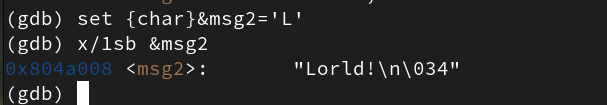 (gdb) set {char}&msg2='L'
(gdb) x/1sb &msg2
0x804a008 <msg2>:       "Lorld!\n\034"
(gdb)